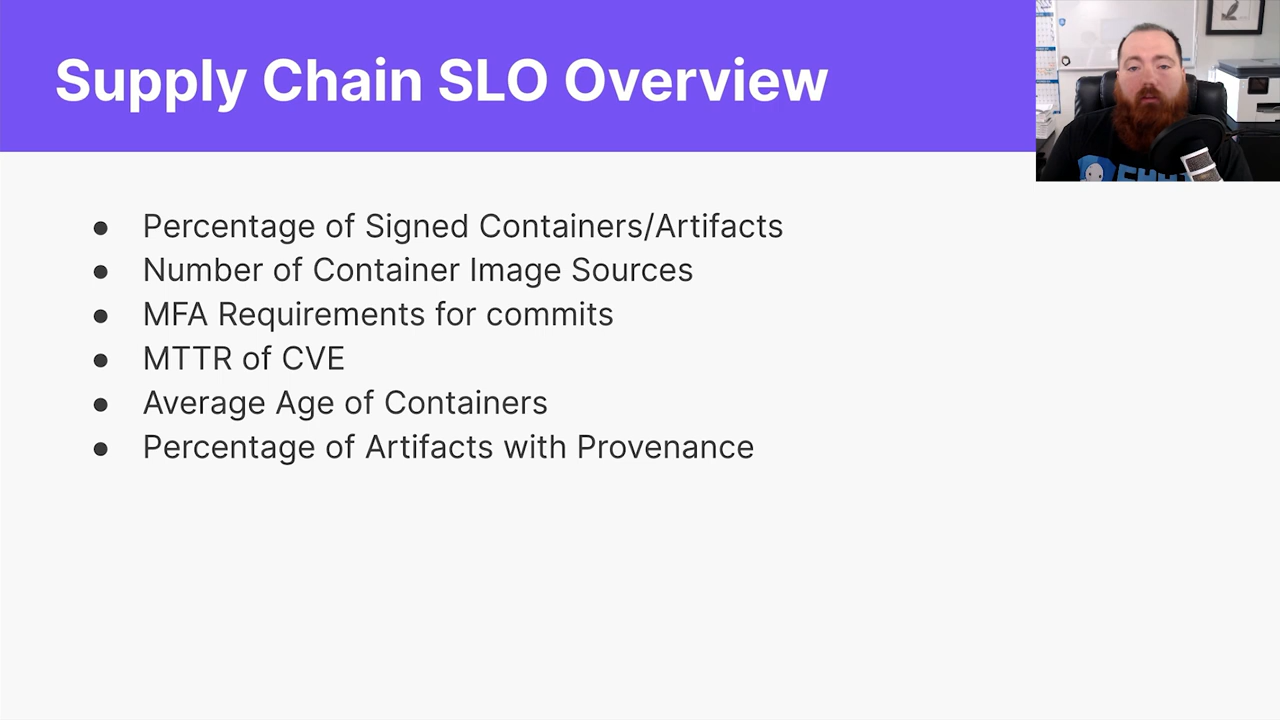 Supply Chain SLO Overview
● Percentage of Signed Containers/Artifacts
● Number of Container Image Sources
● MFA Requirements for commits
● MTTR of CVE
● Average Age of Containers
● Percentage of Artifacts with Provenance